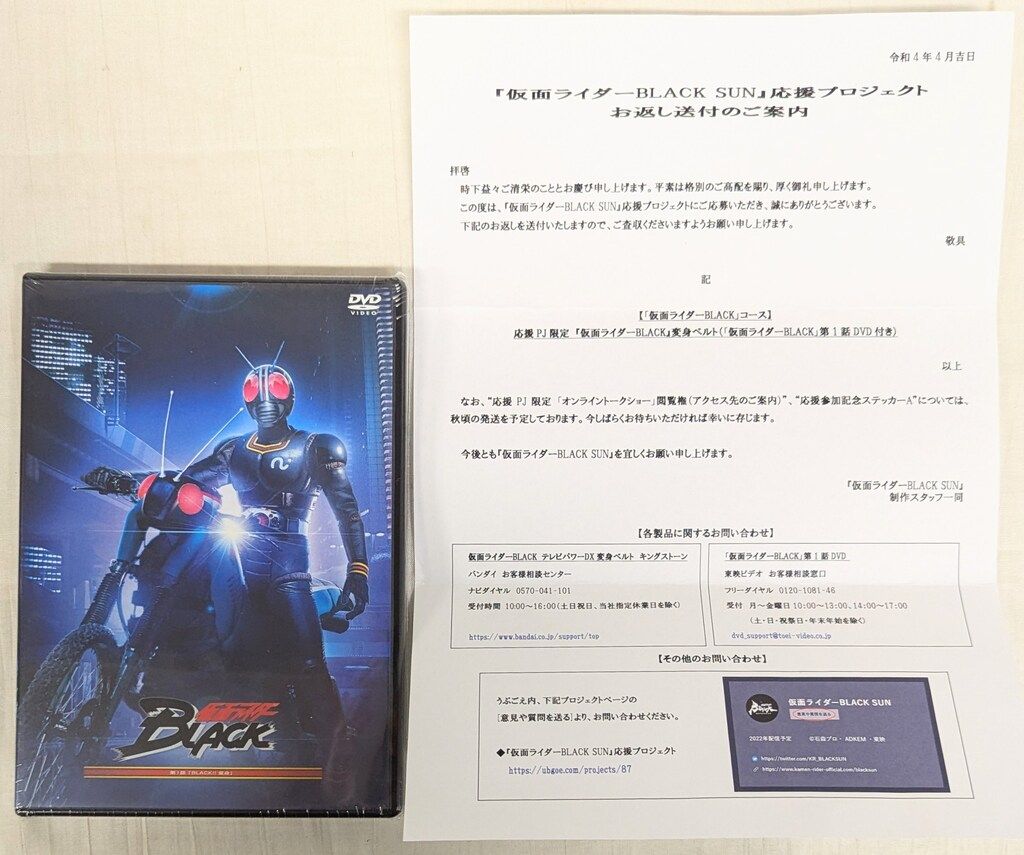 DVD
VIDEO
仮面ライダー
BLACK
第1話「BLACK!! 変身」
令和4年4月吉日
『仮面ライダーBLACK SUN』応援プロジェクト
お返し送付のご案内
拝啓
時下益々ご清栄のこととお慶び申し上げます。平素は格別のご高配を賜り、厚く御礼申し上げます。
この度は、『仮面ライダーBLACK SUN』応援プロジェクトにご応募いただき、誠にありがとうございます。
下記のお返しを送付いたしますので、ご査収くださいますようお願い申し上げます。
敬具
記
【「仮面ライダーBLACK」コース】
応援PJ限定 『仮面ライダーBLACK』変身ベルト(「仮面ライダーBLACK」第1話DVD付き)
以上
なお、“応援 PJ 限定 「オンライントークショー」閲覧権(アクセス先のご案内)”、“応援参加記念ステッカーA”については、
秋頃の発送を予定しております。今しばらくお待ちいただければ幸いに存じます。
今後とも『仮面ライダーBLACK SUN』を宜しくお願い申し上げます。
『仮面ライダーBLACK SUN』
制作スタッフ一同
【各製品に関するお問い合わせ】
仮面ライダーBLACK テレビパワーDX変身ベルト キングストーン
バンダイ お客様相談センター
ナビダイヤル 0570-041-101
受付時間 10:00～16:00(土日祝日、当社指定休業日を除く)
https://www.bandai.co.jp/support/top
「仮面ライダーBLACK」第1話DVD
東映ビデオ お客様相談窓口
フリーダイヤル 0120-1081-46
受付 月～金曜日 10:00～13:00、14:00～17:00
(土・日・祝祭日・年末年始を除く)
dvd_support@toei-video.co.jp
【その他のお問い合わせ】
うぶごえ内、下記プロジェクトページの
[意見や質問を送る]より、お問い合わせください。
◆『仮面ライダーBLACK SUN』応援プロジェクト
https://ubgoe.com/projects/87
仮面ライダーBLACK SUN
意見や質問を送る
2022年配信予定 ©石森プロ・ADKEM・東映
https://twitter.com/KR_BLACKSUN
https://www.kamen-rider-official.com/blacksun